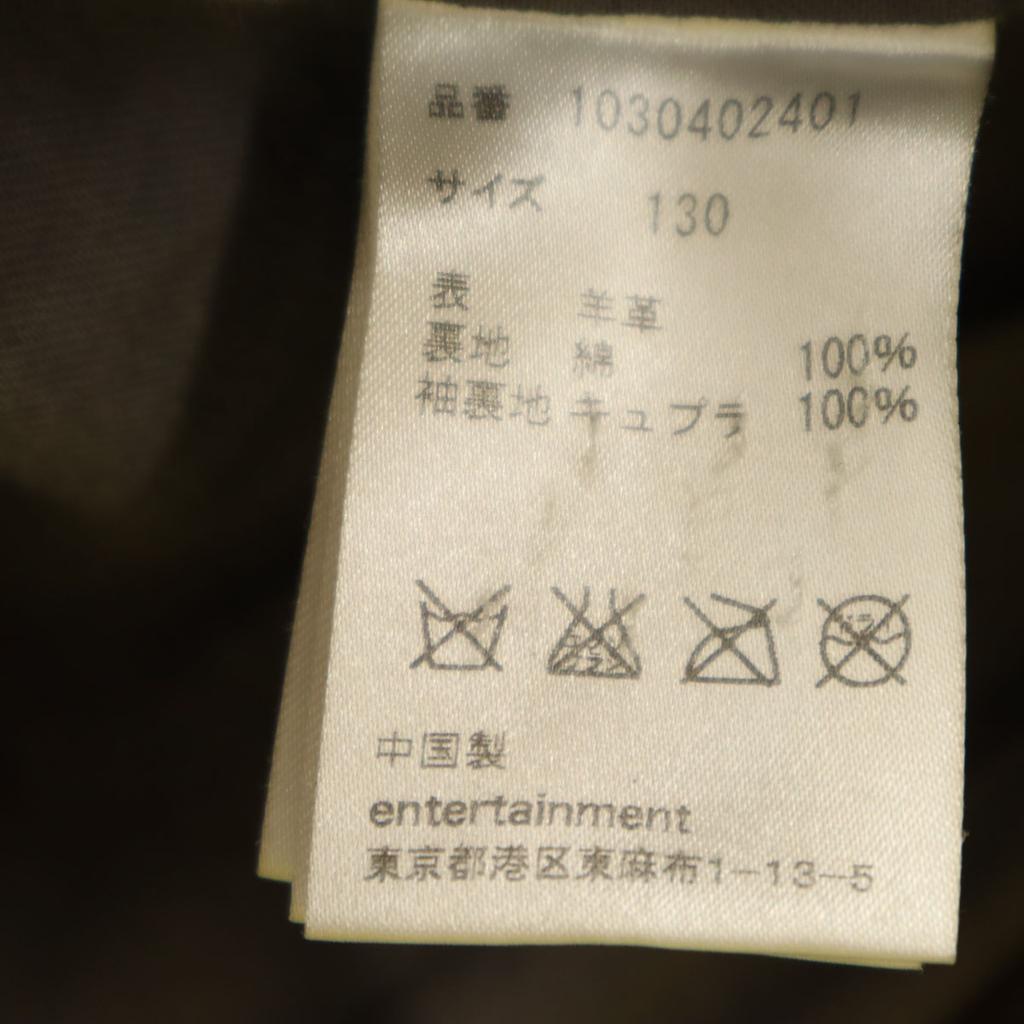 品番 1030402401
サイズ 130
表 羊革
裏地 綿 100%
袖裏地 キュプラ 100%
中国製
entertainment
東京都港区東麻布1-13-5